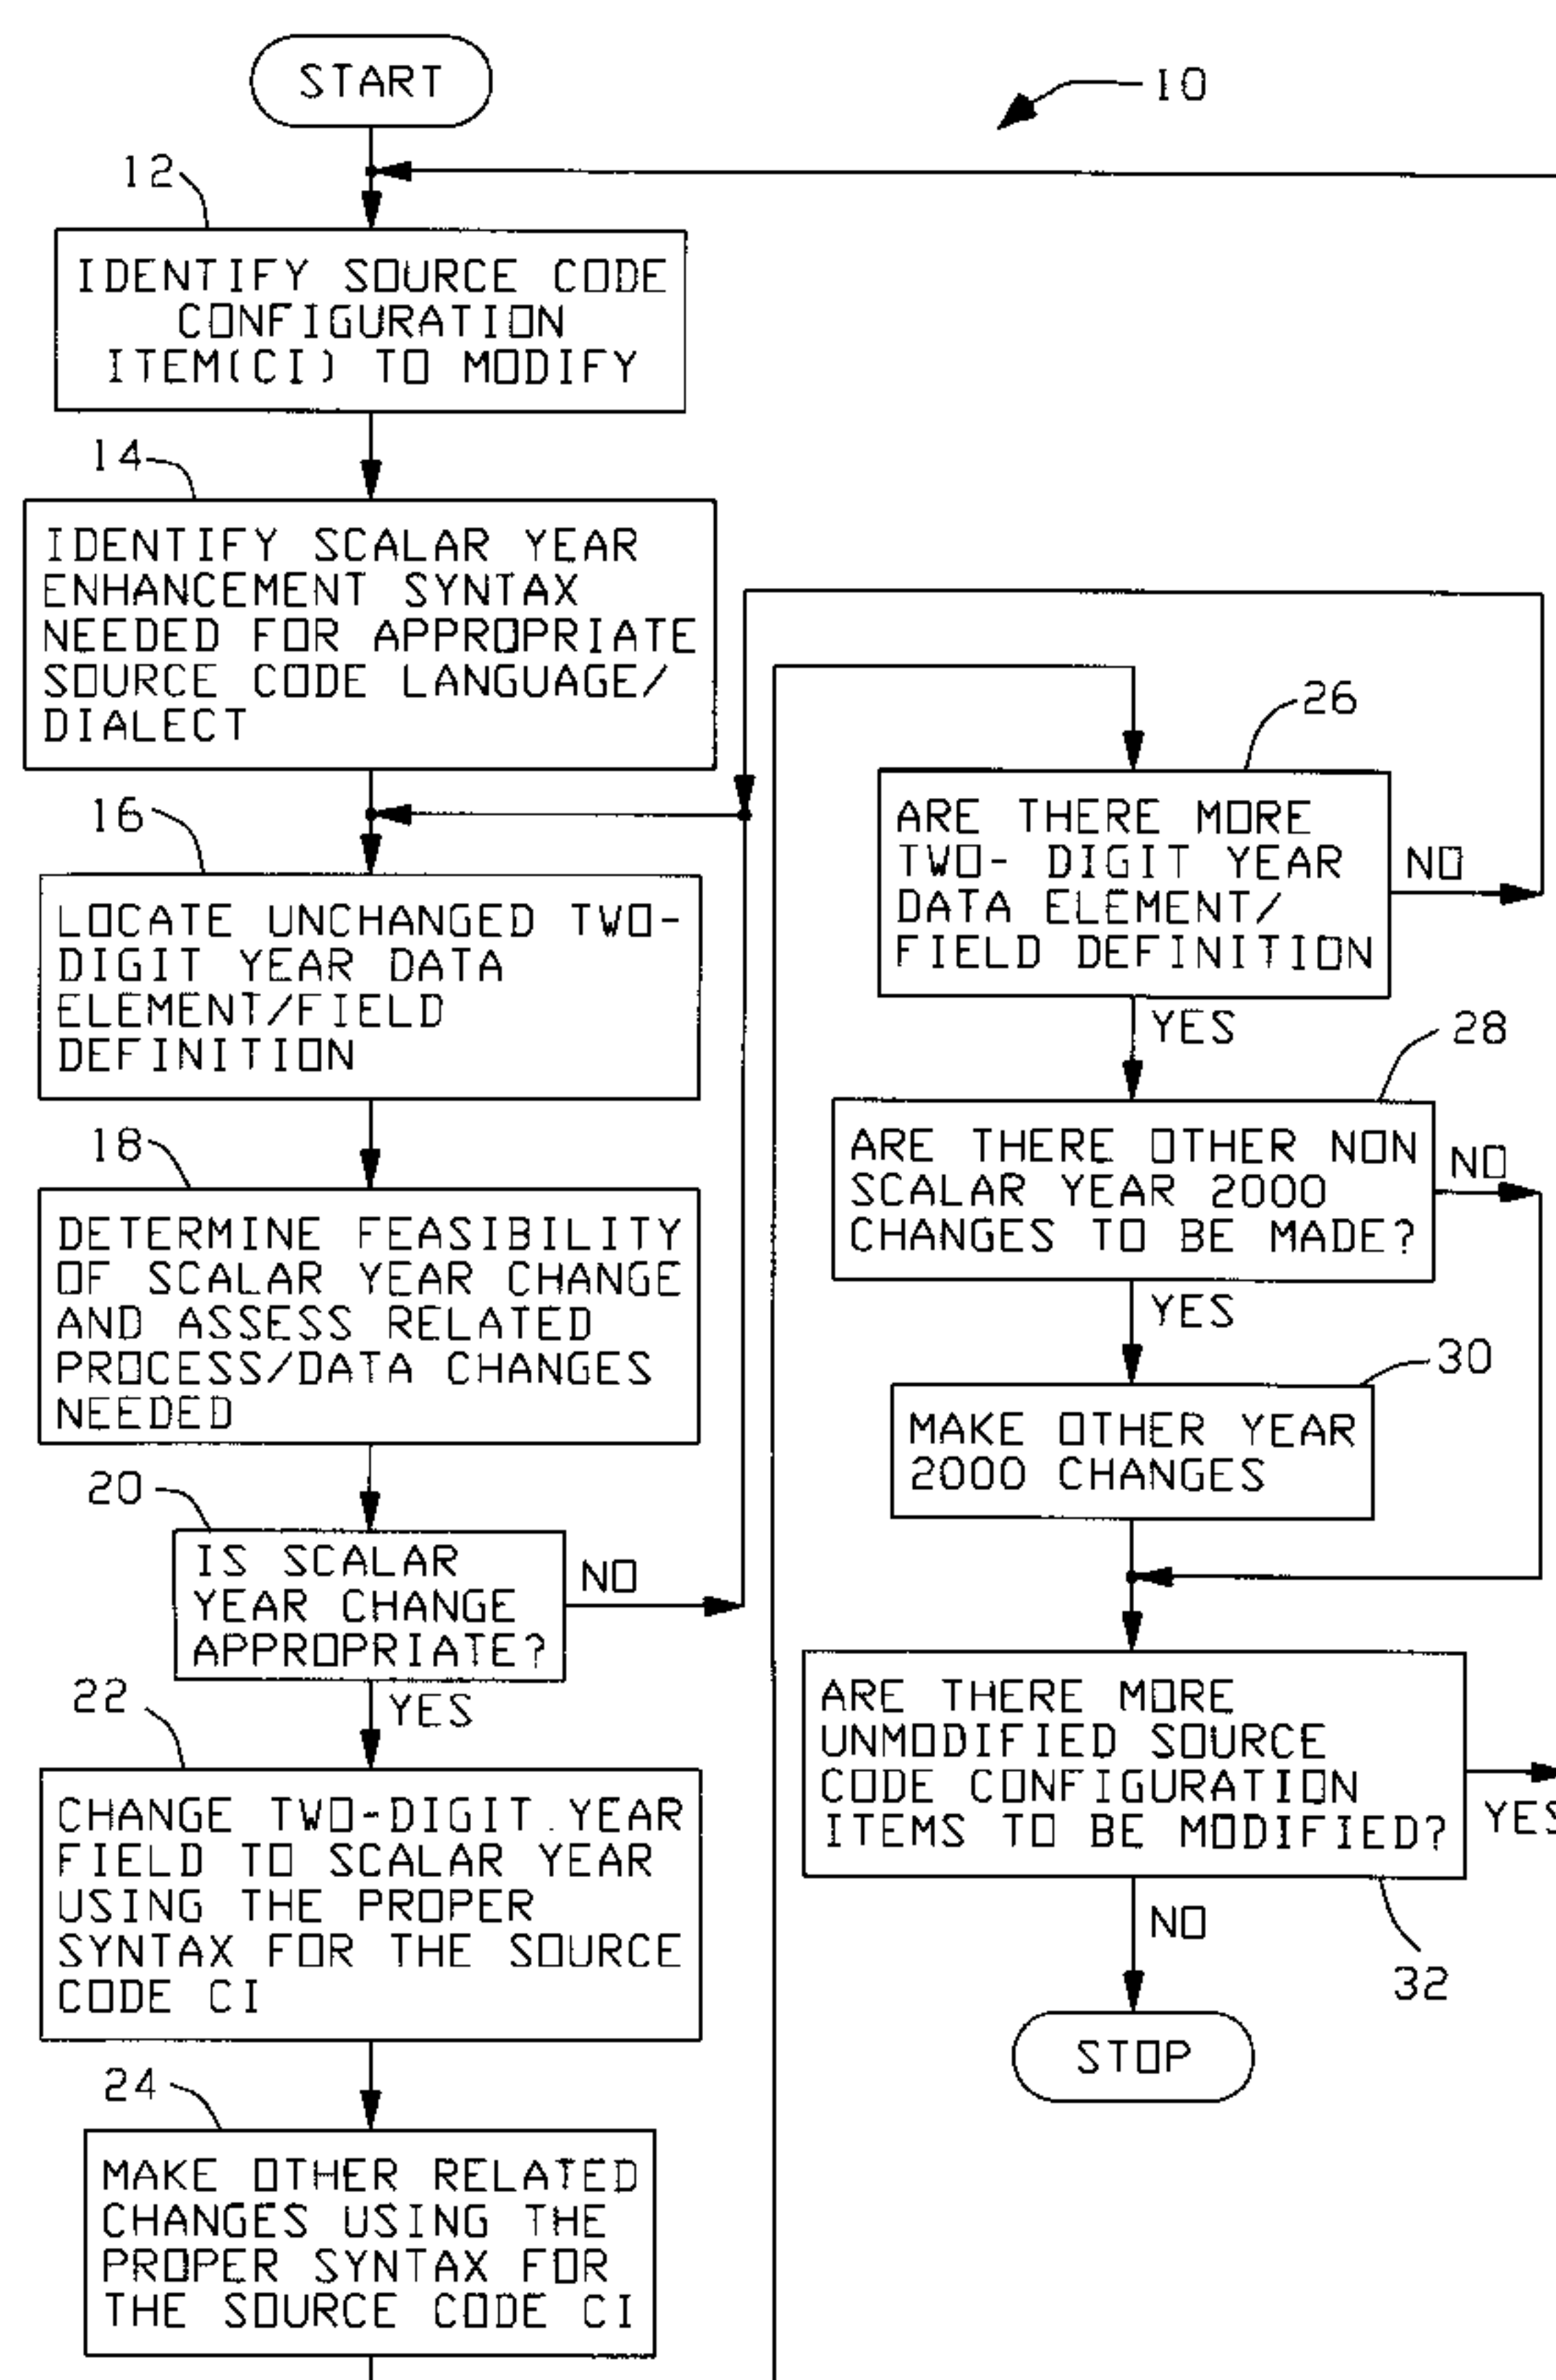 START
10
12
IDENTIFY SOURCE CODE
CONFIGURATION
ITEM(CI) TO MODIFY
14
IDENTIFY SCALAR YEAR
ENHANCEMENT SYNTAX
NEEDED FOR APPROPRIATE
SOURCE CODE LANGUAGE/
DIALECT
16
LOCATE UNCHANGED TWO-
DIGIT YEAR DATA
ELEMENT/FIELD
DEFINITION
18
DETERMINE FEASIBILITY
OF SCALAR YEAR CHANGE
AND ASSESS RELATED
PROCESS/DATA CHANGES
NEEDED
20
IS SCALAR
YEAR CHANGE
APPROPRIATE?
NO
YES
22
CHANGE TWO-DIGIT YEAR
FIELD TO SCALAR YEAR
USING THE PROPER
SYNTAX FOR THE SOURCE
CODE CI
24
MAKE OTHER RELATED
CHANGES USING THE
PROPER SYNTAX FOR
THE SOURCE CODE CI
26
ARE THERE MORE
TWO- DIGIT YEAR
DATA ELEMENT/
FIELD DEFINITION
NO
YES
28
ARE THERE OTHER NON
SCALAR YEAR 2000
CHANGES TO BE MADE?
NO
YES
30
MAKE OTHER YEAR
2000 CHANGES
ARE THERE MORE
UNMODIFIED SOURCE
CODE CONFIGURATION
ITEMS TO BE MODIFIED?
YES
NO
32
STOP